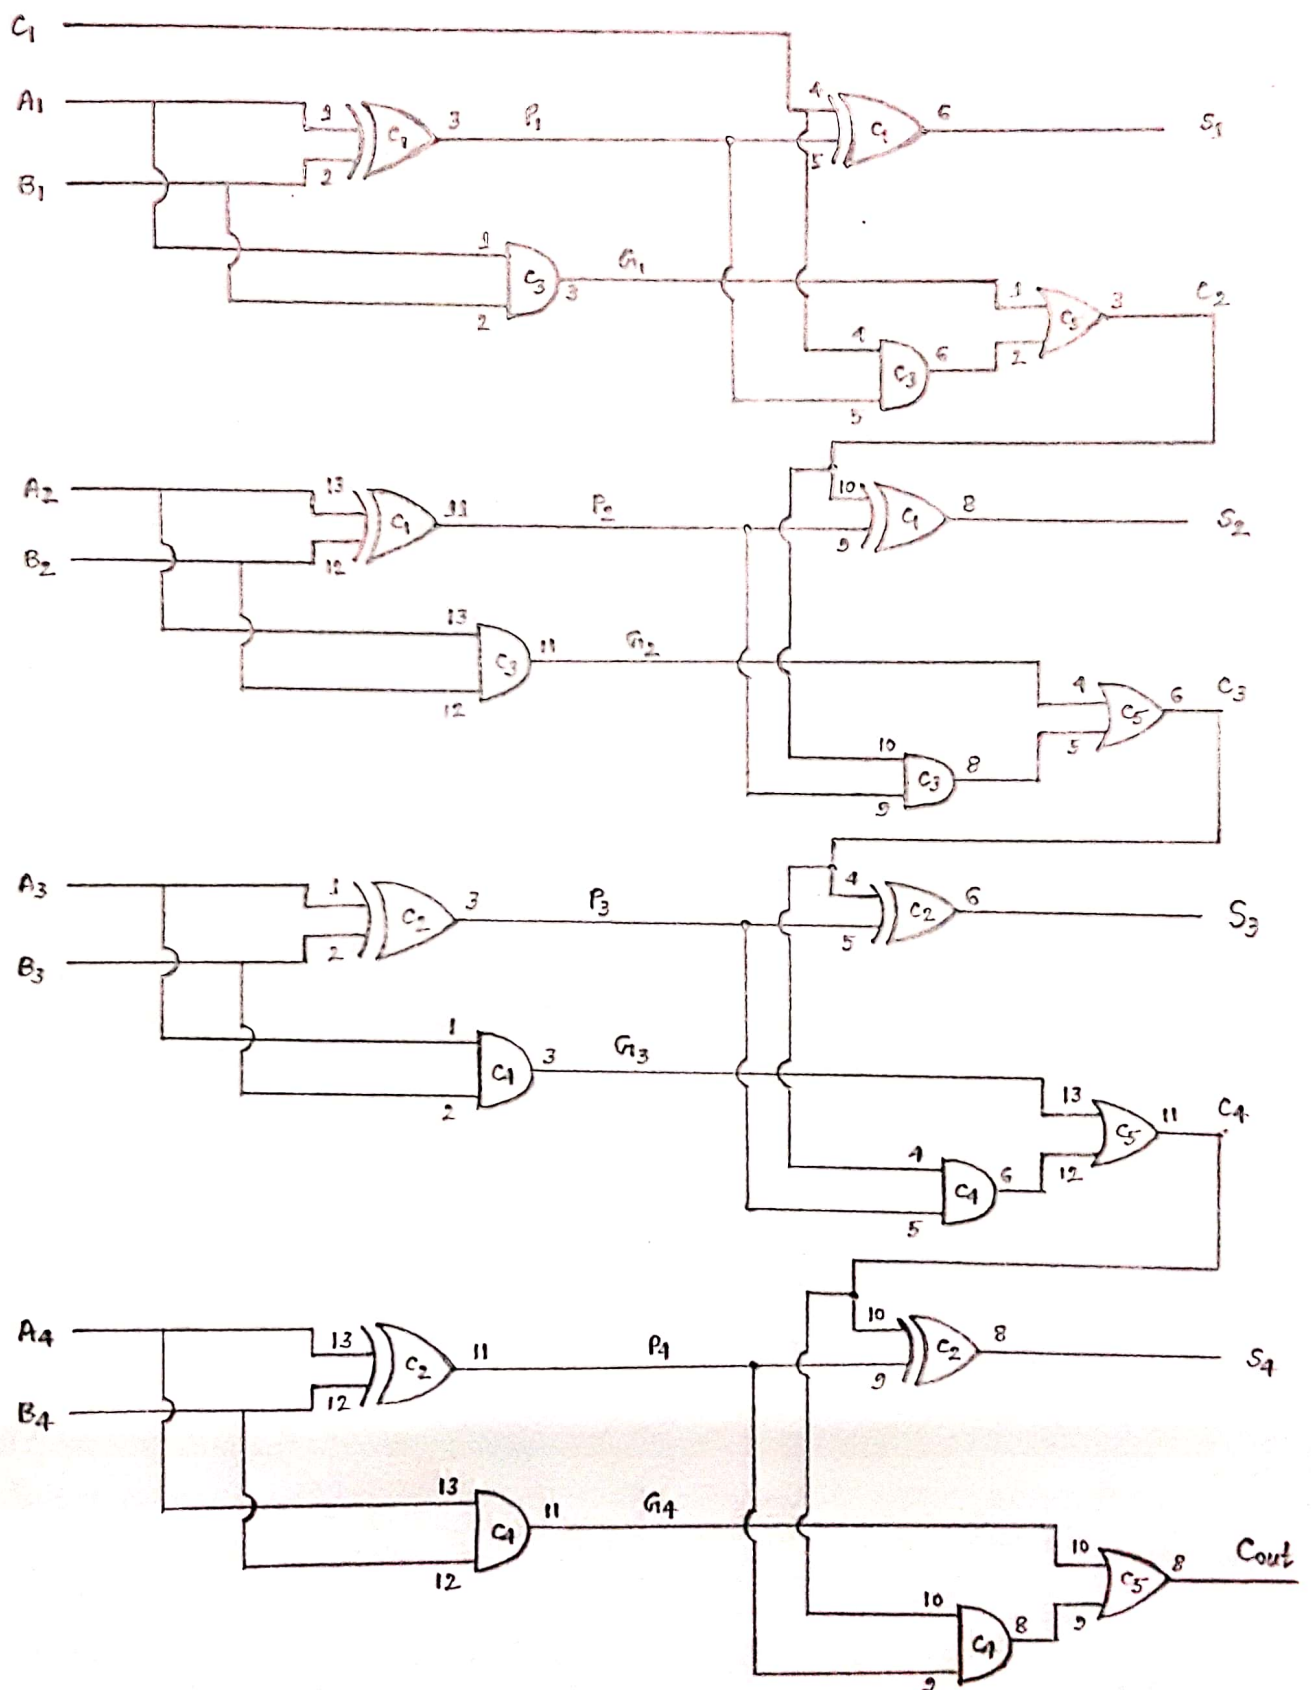 C1
A1 1 C1 3 P1 4 C1 6 S1
B1 2 5
1 C3 3 G1 1 C5 3 C2
2 4 C3 6 2
5
A2 13 C1 11 P2 10 C1 8 S2
B2 12 9
13 C3 11 G2 4 C5 6 C3
12 10 C3 8 5
9
A3 1 C2 3 P3 4 C2 6 S3
B3 2 5
1 C4 3 G3 13 C5 11 C4
2 4 C4 6 12
5
A4 13 C2 11 P4 10 C2 8 S4
B4 12 9
13 C4 11 G4 10 C5 8 Cout
12 10 C4 8 9
9